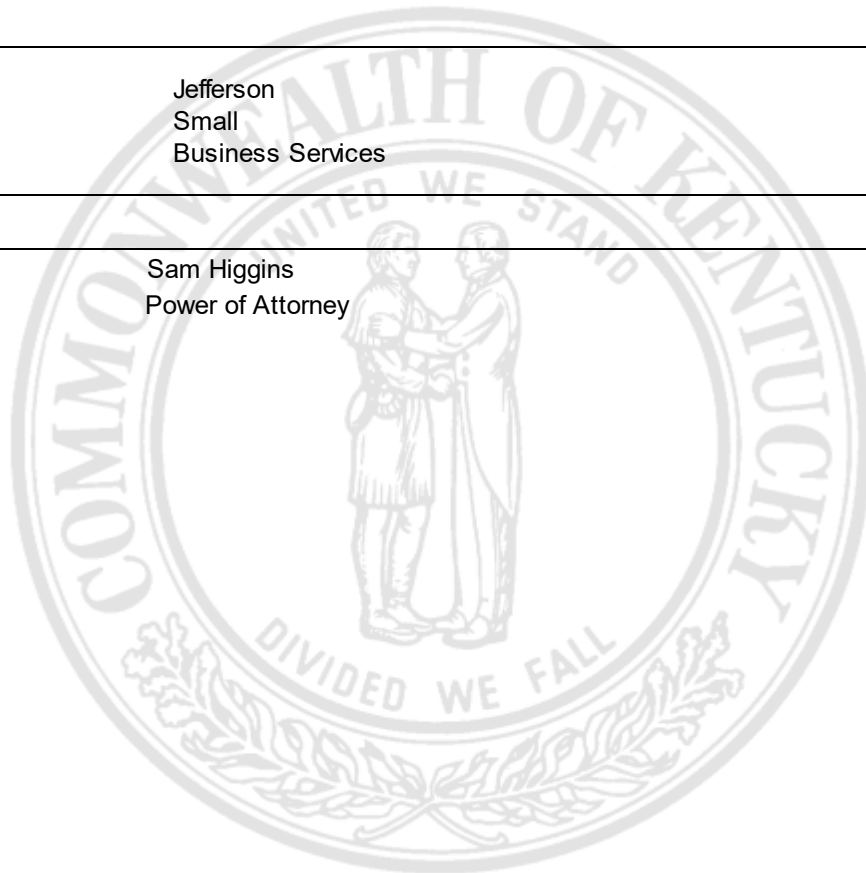 Jefferson
Small
Business Services
Sam Higgins
Power of Attorney
COMMONWEALTH OF KENTUCKY
UNITED WE STAND
DIVIDED WE FALL